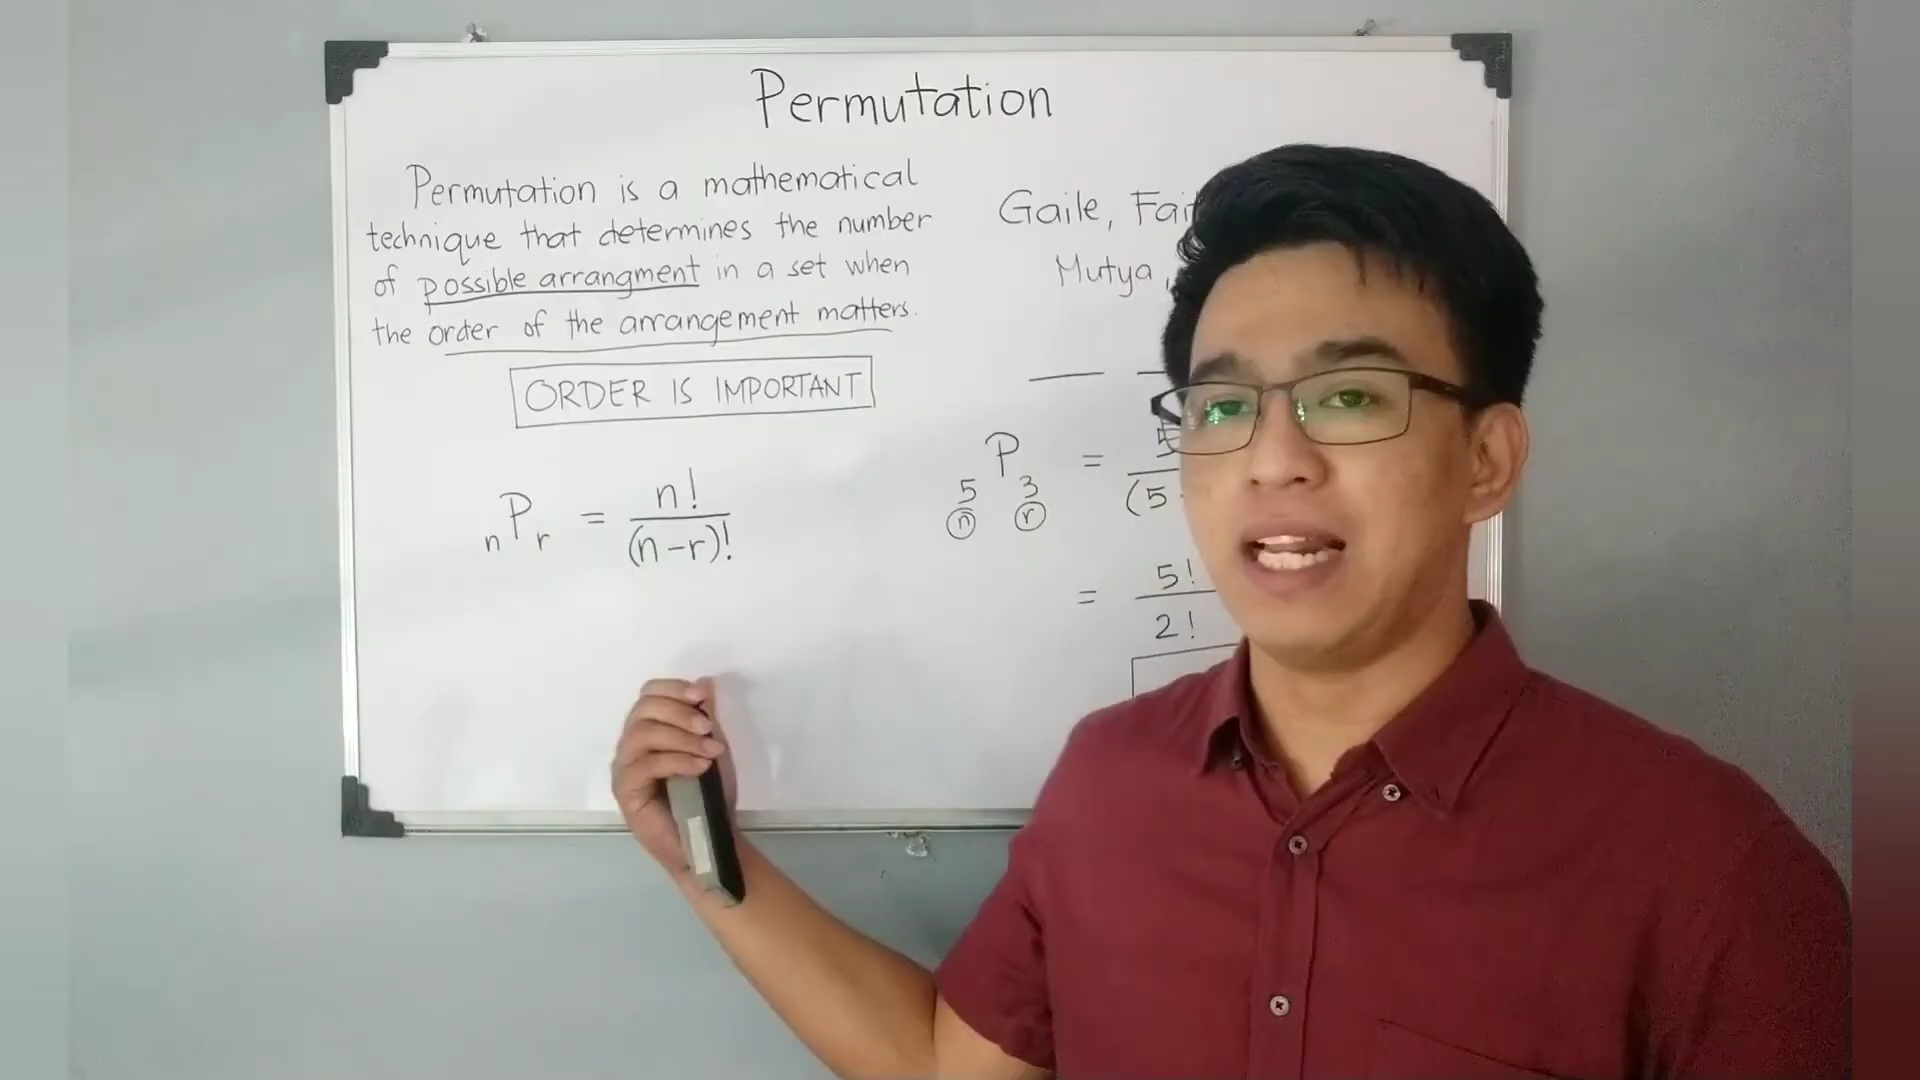 Permutation
Permutation is a mathematical
technique that determines the number
of possible arrangment in a set when
the order of the arrangement matters.
ORDER IS IMPORTANT
nPr = n!
(n-r)!
Gaile,
Mutya,
5P3 =
n r
(5
= 5!
2!